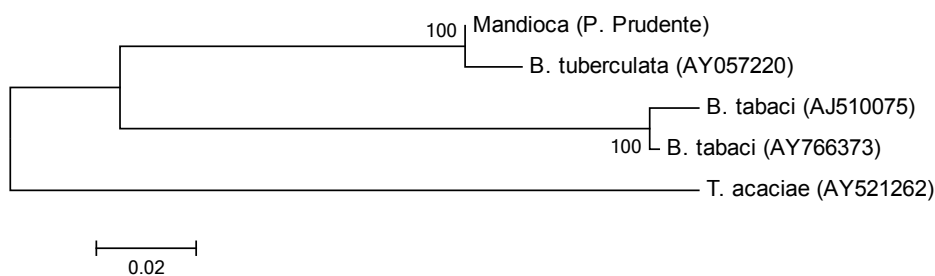 100 Mandioca (P. Prudente)
B. tuberculata (AY057220)
B. tabaci (AJ510075)
100 B. tabaci (AY766373)
T. acaciae (AY521262)
0.02